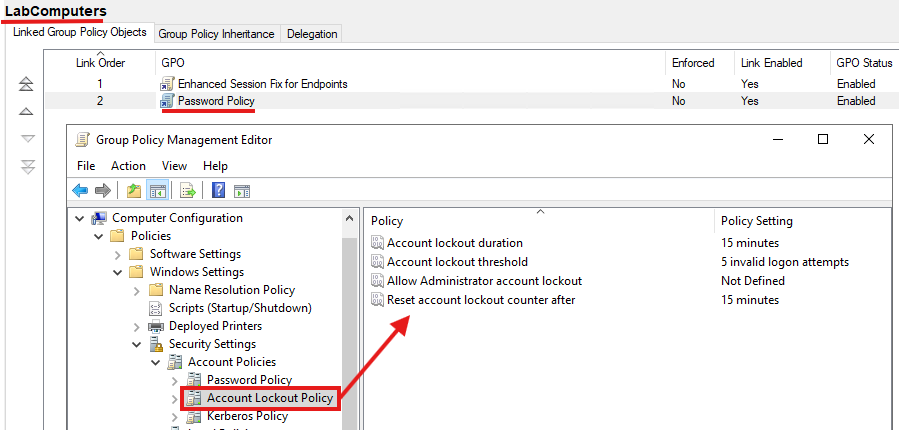 LabComputers
Linked Group Policy Objects Group Policy Inheritance Delegation
Link Order GPO Enforced Link Enabled GPO Status
1 Enhanced Session Fix for Endpoints No Yes Enabled
2 Password Policy No Yes Enabled
Group Policy Management Editor
File Action View Help
Computer Configuration
Policies
Software Settings
Windows Settings
Name Resolution Policy
Scripts (Startup/Shutdown)
Deployed Printers
Security Settings
Account Policies
Password Policy
Account Lockout Policy
Kerberos Policy
Policy Policy Setting
Account lockout duration 15 minutes
Account lockout threshold 5 invalid logon attempts
Allow Administrator account lockout Not Defined
Reset account lockout counter after 15 minutes